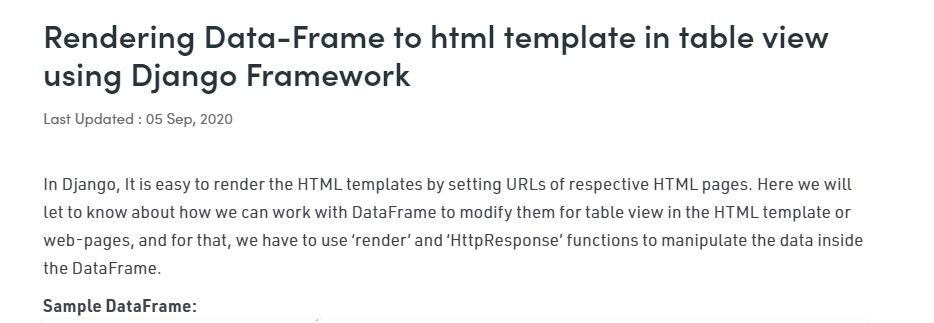 Rendering Data-Frame to html template in table view
using Django Framework
Last Updated : 05 Sep, 2020
In Django, It is easy to render the HTML templates by setting URLs of respective HTML pages. Here we will
let to know about how we can work with DataFrame to modify them for table view in the HTML template or
web-pages, and for that, we have to use ‘render’ and ‘HttpResponse’ functions to manipulate the data inside
the DataFrame.
Sample DataFrame: